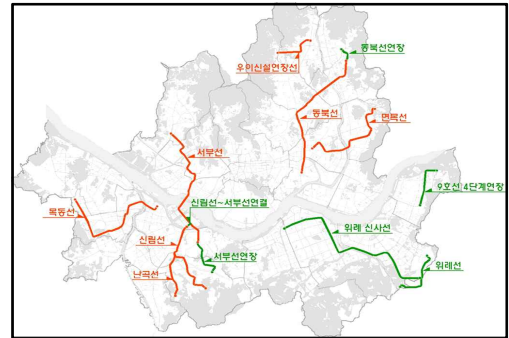 동북선연장
우이신설연장선
동북선
면목선
서부선
9호선 4단계연장
신림선~서부선연결
목동선
위례 신사선
신림선
서부선연장
위례선
난곡선